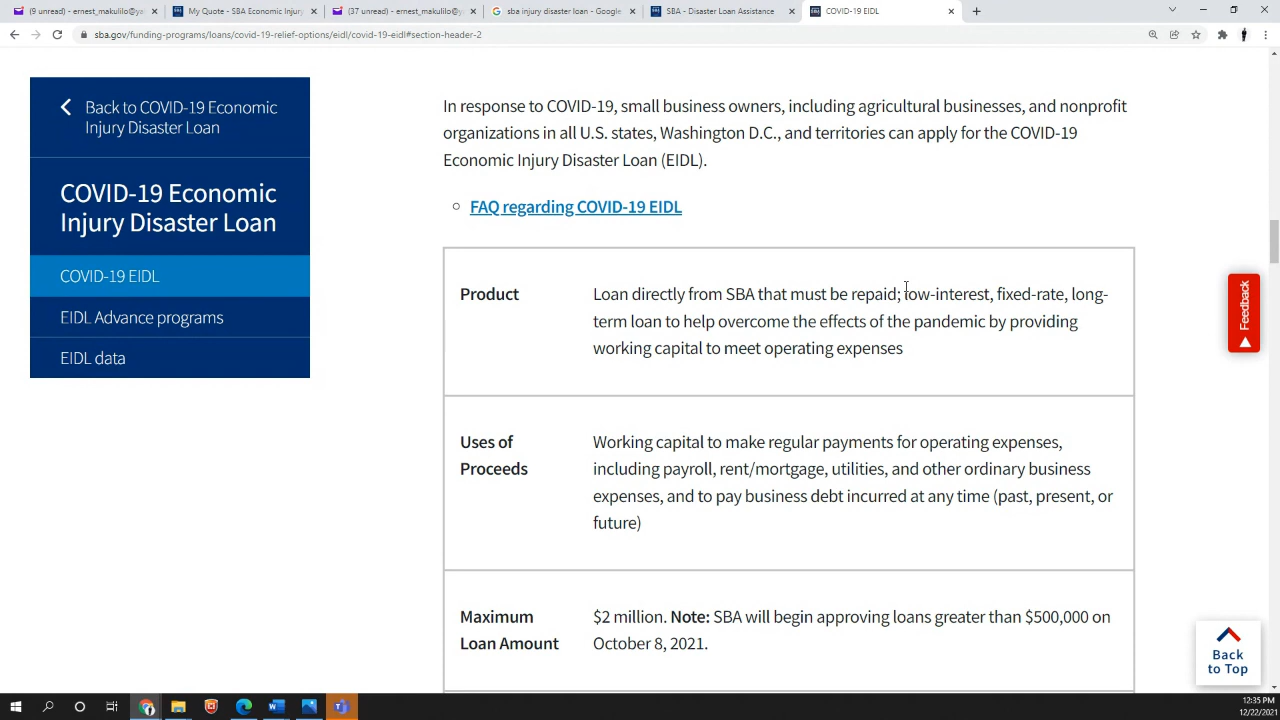 (9 unread) - ernest_makulilo@ya
My Quote - SBA Economic Injury
(37 unread) - ernest_makulilo@y
sba injury disaster loan - Google
SBA - Disaster Loan Assistance
COVID-19 EIDL
sba.gov/funding-programs/loans/covid-19-relief-options/eidl/covid-19-eidl#section-header-2
Back to COVID-19 Economic
Injury Disaster Loan
COVID-19 Economic
Injury Disaster Loan
COVID-19 EIDL
EIDL Advance programs
EIDL data
In response to COVID-19, small business owners, including agricultural businesses, and nonprofit
organizations in all U.S. states, Washington D.C., and territories can apply for the COVID-19
Economic Injury Disaster Loan (EIDL).
FAQ regarding COVID-19 EIDL
Product
Loan directly from SBA that must be repaid; low-interest, fixed-rate, long-
term loan to help overcome the effects of the pandemic by providing
working capital to meet operating expenses
Uses of
Proceeds
Working capital to make regular payments for operating expenses,
including payroll, rent/mortgage, utilities, and other ordinary business
expenses, and to pay business debt incurred at any time (past, present, or
future)
Maximum
Loan Amount
$2 million. Note: SBA will begin approving loans greater than $500,000 on
October 8, 2021.
Feedback
Back
to Top
12:35 PM
12/22/2021